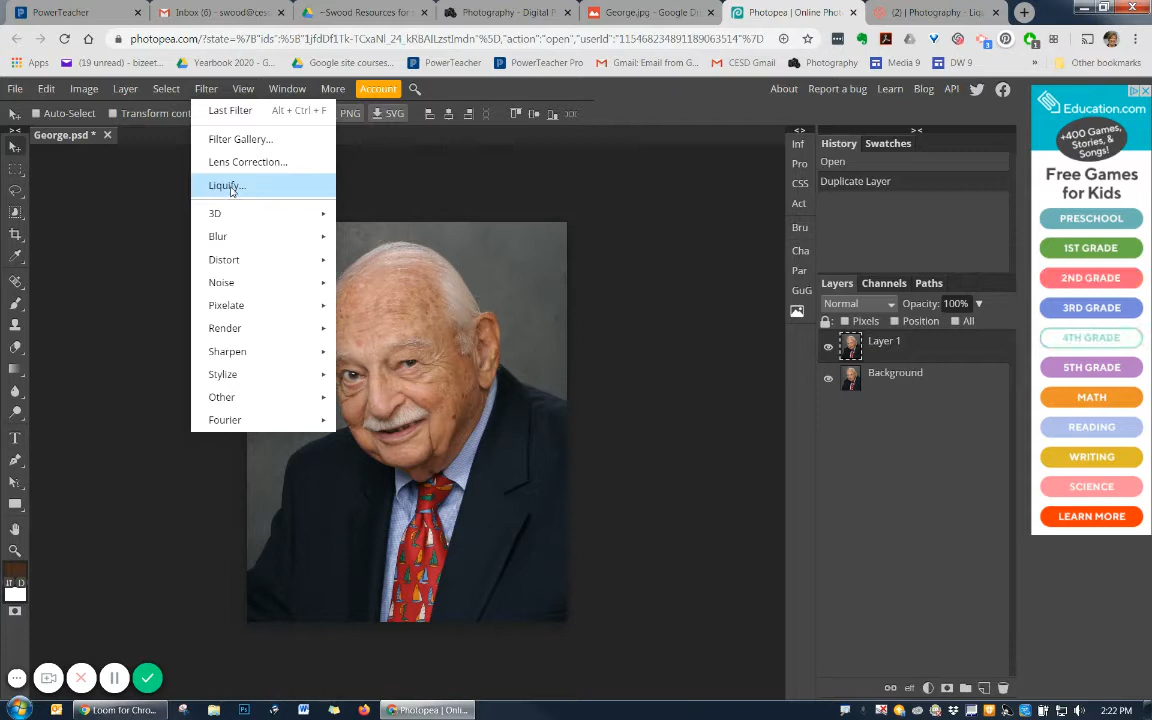 PowerTeacher
Inbox (6) – swood@ces
~Swood Resources for
Photography - Digital P
George.jpg - Google Dr
Photopea | Online Phot
(2) | Photography - Liq
photopea.com/?state=%7B"ids":%5B"1jfdDf1Tk-TCxaNl_24_kRBAILzstImdn"%5D,"action":"open","userId":"115468234891189063514"%7D
Apps
(19 unread) - bizeet...
Yearbook 2020 - G...
Google site courses...
PowerTeacher
PowerTeacher Pro
Gmail: Email from G...
CESD Gmail
Photography
Media 9
DW 9
»
Other bookmarks
File Edit Image Layer Select Filter View Window More Account
About Report a bug Learn Blog API
Auto-Select Transform cont PNG SVG
George.psd *
Last Filter Alt + Ctrl + F
Filter Gallery...
Lens Correction...
Liquify...
3D
Blur
Distort
Noise
Pixelate
Render
Sharpen
Stylize
Other
Fourier
<> ><
Inf
Pro
CSS
Act
Bru
Cha
Par
GuG
History Swatches
Open
Duplicate Layer
Layers Channels Paths
Normal Opacity: 100%
Pixels Position All
Layer 1
Background
eff
Education.com
+400 Games,
Stories, &
Songs!
Free Games
for Kids
PRESCHOOL
1ST GRADE
2ND GRADE
3RD GRADE
4TH GRADE
5TH GRADE
MATH
READING
WRITING
SCIENCE
LEARN MORE
T
D
Loom for Chro...
Photopea | Onli...
2:22 PM